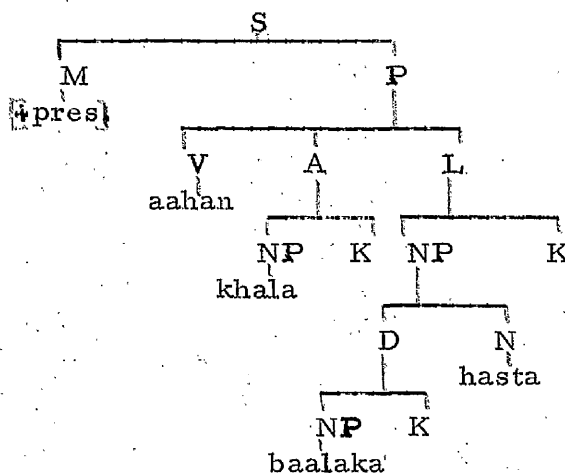 S
M P
[+pres]
V A L
aahan
NP K NP K
khala
D N
hasta
NP K
baalaka